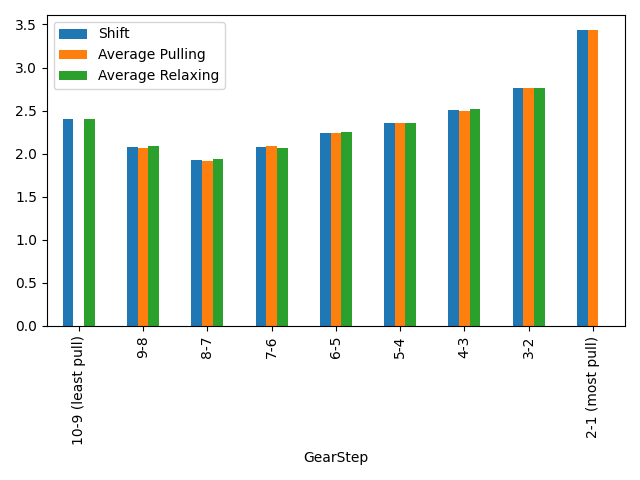 3.5
3.0
2.5
2.0
1.5
1.0
0.5
0.0
Shift
Average Pulling
Average Relaxing
10-9 (least pull)
9-8
8-7
7-6
6-5
5-4
4-3
3-2
2-1 (most pull)
GearStep